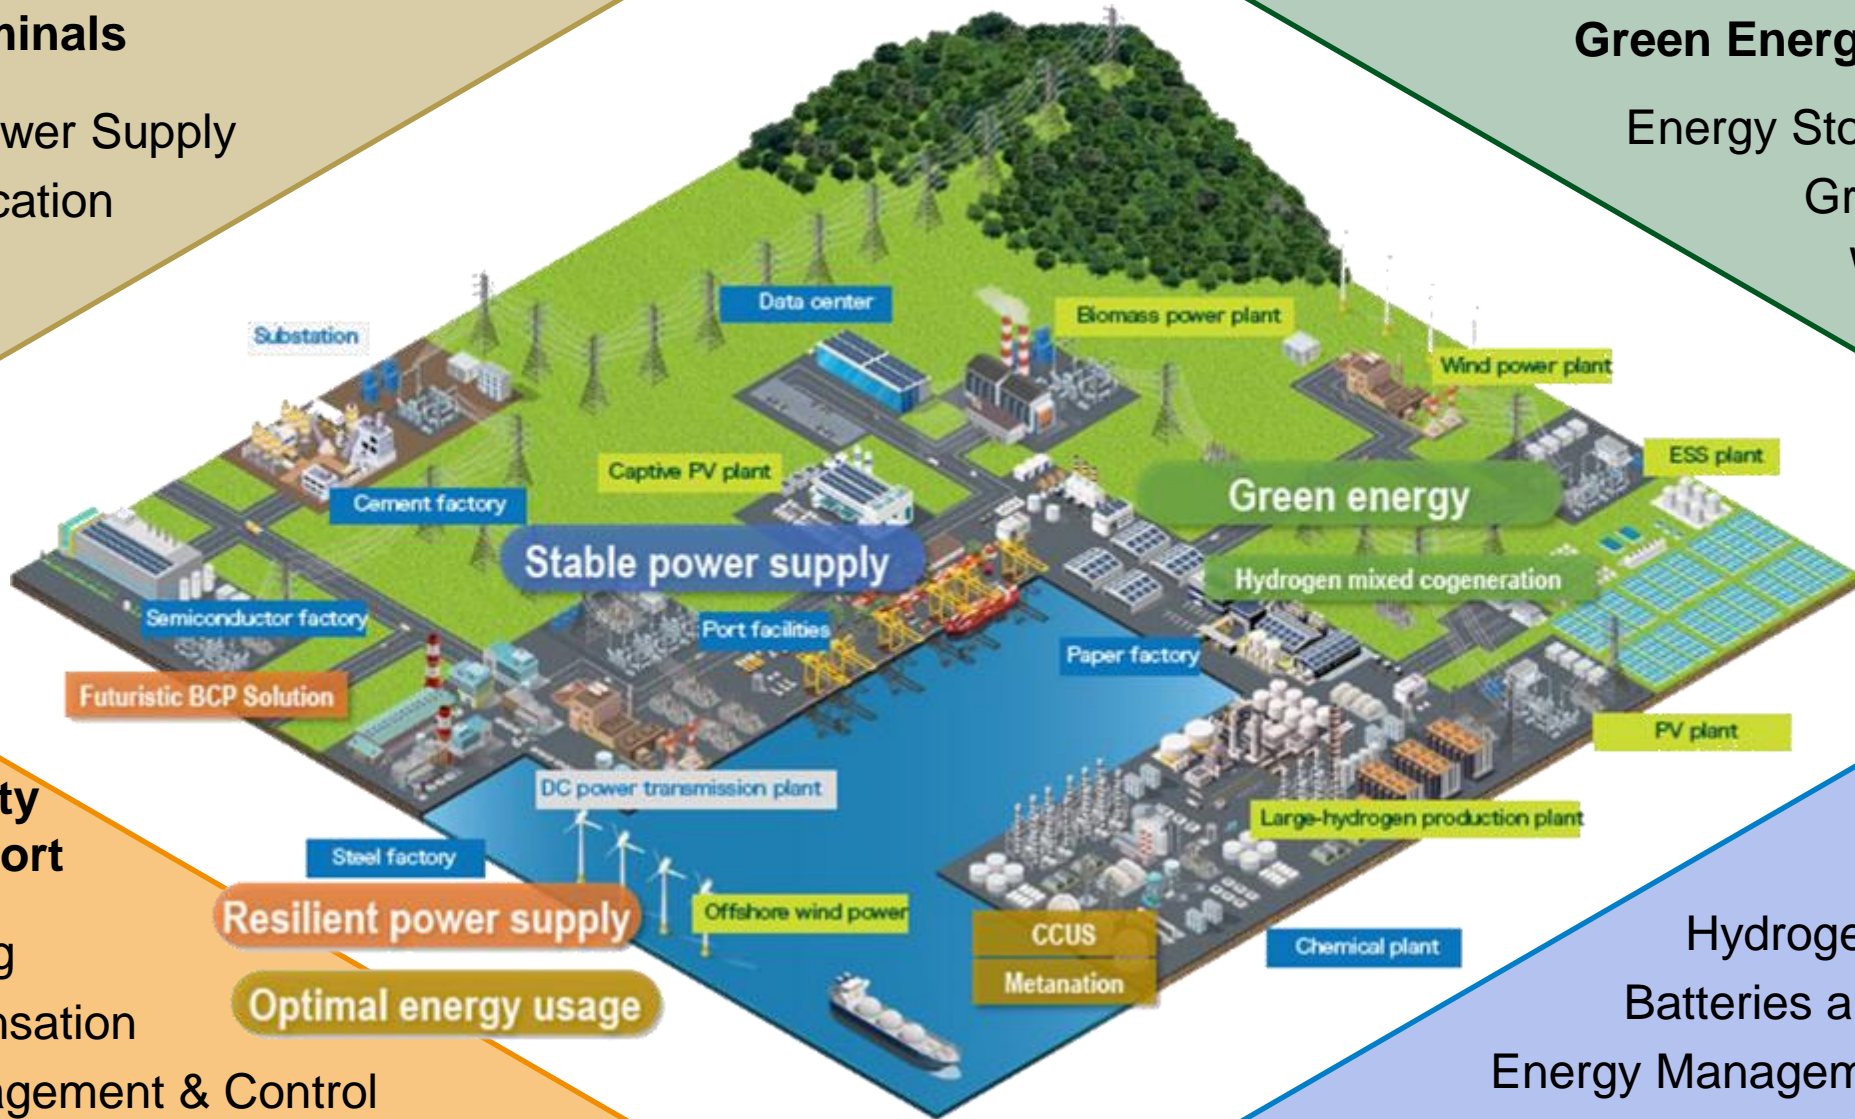 minals
wer Supply
cation
Green Energ
Energy Sto
Gr
Data center
Biomass power plant
Substation
Wind power plant
ESS plant
Captive PV plant
Cement factory
Green energy
Stable power supply
Hydrogen mixed cogeneration
Semiconductor factory
Port facilities
Paper factory
Futuristic BCP Solution
PV plant
DC power transmission plant
Large-hydrogen production plant
ty
ort
Steel factory
Resilient power supply
Offshore wind power
CCUS
Chemical plant
Metanation
Optimal energy usage
g
nsation
agement & Control
Hydroge
Batteries a
Energy Managem